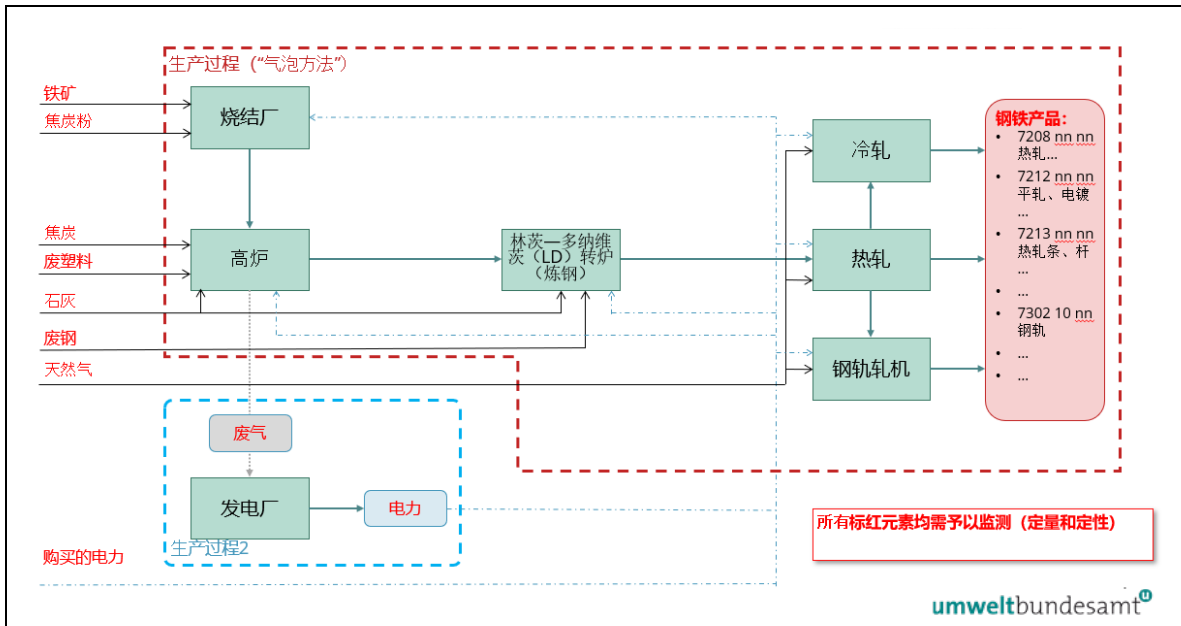 生产过程（“气泡方法”）
铁矿
焦炭粉
烧结厂
焦炭
废塑料
石灰
废钢
天然气
高炉
林茨—多纳维
茨（LD）转炉
（炼钢）
冷轧
热轧
钢轨轧机
钢铁产品：
• 7208 nn nn
热轧…
• 7212 nn nn
平轧、电镀
…
• 7213 nn nn
热轧条、杆
…
• …
• 7302 10 nn
钢轨
• …
• …
废气
发电厂
电力
生产过程2
购买的电力
所有标红元素均需予以监测（定量和定性）
umweltbundesamt